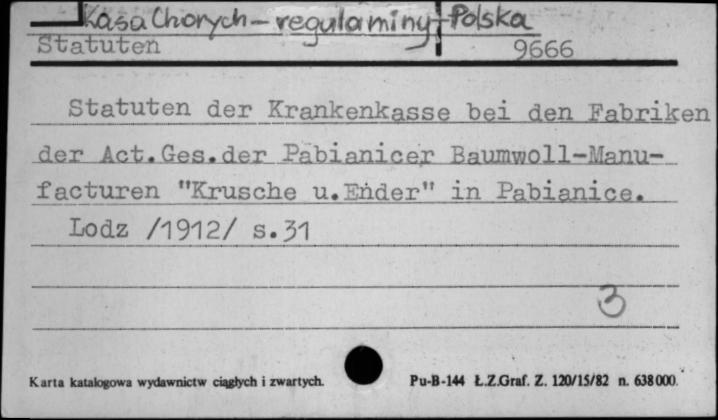 Kasa Chorych - regulaminy + Polska
Statuten 9666
Statuten der Krankenkasse bei den Fabriken
der Act.Ges.der Pabianicer Baumwoll-Manu-
facturen "Krusche u.Ender" in Pabianice.
Lodz /1912/ s.31
3
Karta katalogowa wydawnictw ciągłych i zwartych. Pu-B-144 Ł.Z.Graf. Z. 120/15/82 n. 638000.